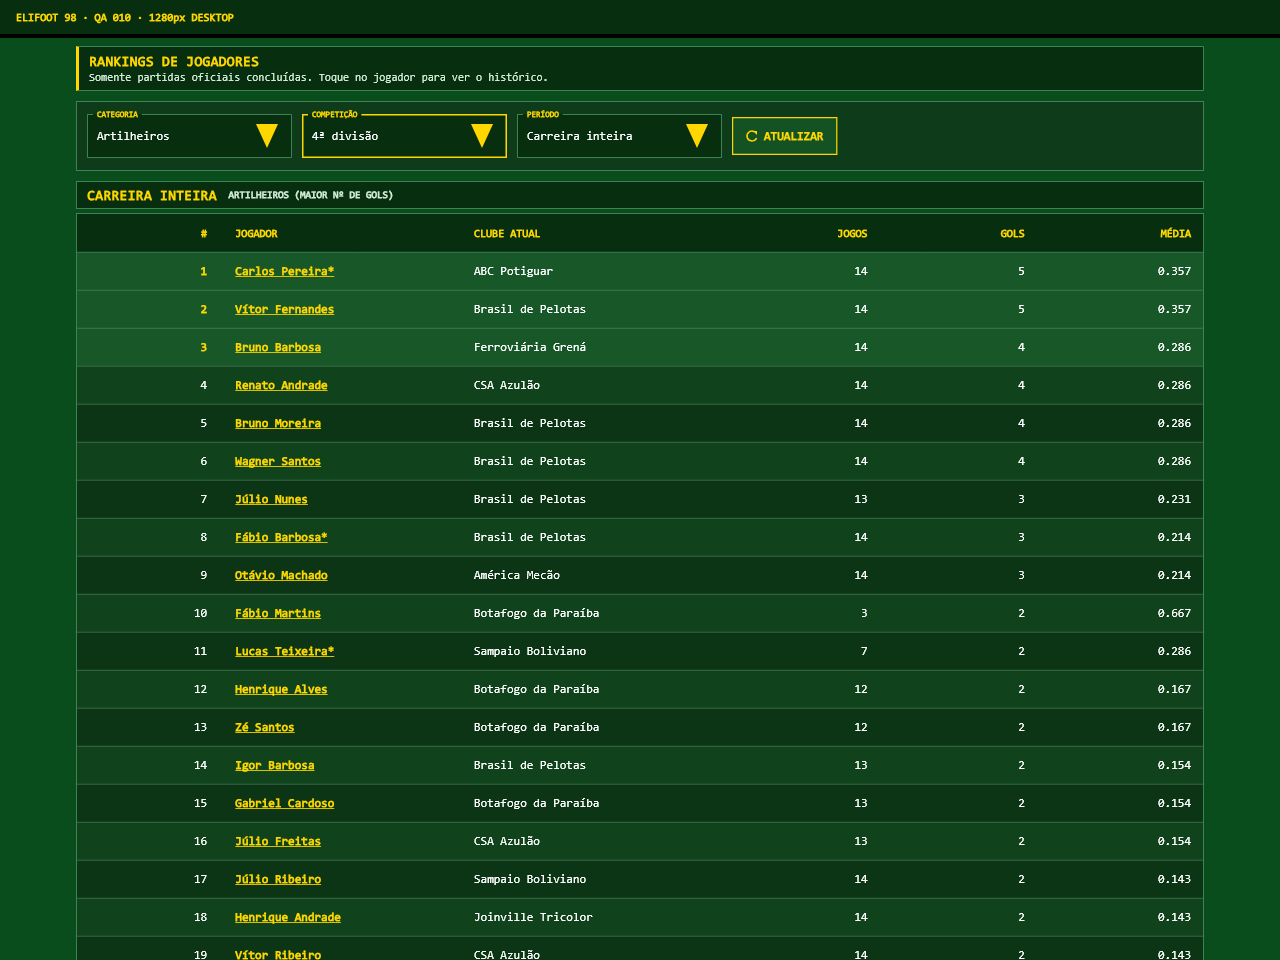 ELIFOOT 98 · QA 010 · 1280px DESKTOP
RANKINGS DE JOGADORES
Somente partidas oficiais concluídas. Toque no jogador para ver o histórico.
CATEGORIA COMPETIÇÃO PERÍODO
Artilheiros 4ª divisão Carreira inteira ATUALIZAR
CARREIRA INTEIRA ARTILHEIROS (MAIOR Nº DE GOLS)
# JOGADOR CLUBE ATUAL JOGOS GOLS MÉDIA
1 Carlos Pereira* ABC Potiguar 14 5 0.357
2 Vítor Fernandes Brasil de Pelotas 14 5 0.357
3 Bruno Barbosa Ferroviária Grená 14 4 0.286
4 Renato Andrade CSA Azulão 14 4 0.286
5 Bruno Moreira Brasil de Pelotas 14 4 0.286
6 Wagner Santos Brasil de Pelotas 14 4 0.286
7 Júlio Nunes Brasil de Pelotas 13 3 0.231
8 Fábio Barbosa* Brasil de Pelotas 14 3 0.214
9 Otávio Machado América Mecão 14 3 0.214
10 Fábio Martins Botafogo da Paraíba 3 2 0.667
11 Lucas Teixeira* Sampaio Boliviano 7 2 0.286
12 Henrique Alves Botafogo da Paraíba 12 2 0.167
13 Zé Santos Botafogo da Paraíba 12 2 0.167
14 Igor Barbosa Brasil de Pelotas 13 2 0.154
15 Gabriel Cardoso Botafogo da Paraíba 13 2 0.154
16 Júlio Freitas CSA Azulão 13 2 0.154
17 Júlio Ribeiro Sampaio Boliviano 14 2 0.143
18 Henrique Andrade Joinville Tricolor 14 2 0.143
19 Vítor Ribeiro CSA Azulão 14 2 0.143